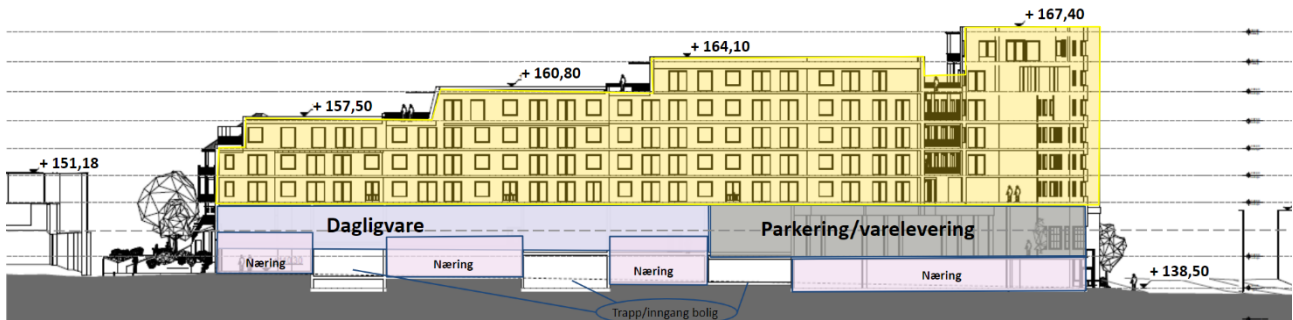 + 167,40
+ 164,10
+ 160,80
+ 157,50
+ 151,18
Dagligvare
Parkering/varelevering
Næring
Næring
Næring
Næring
+ 138,50
Trapp/inngang bolig